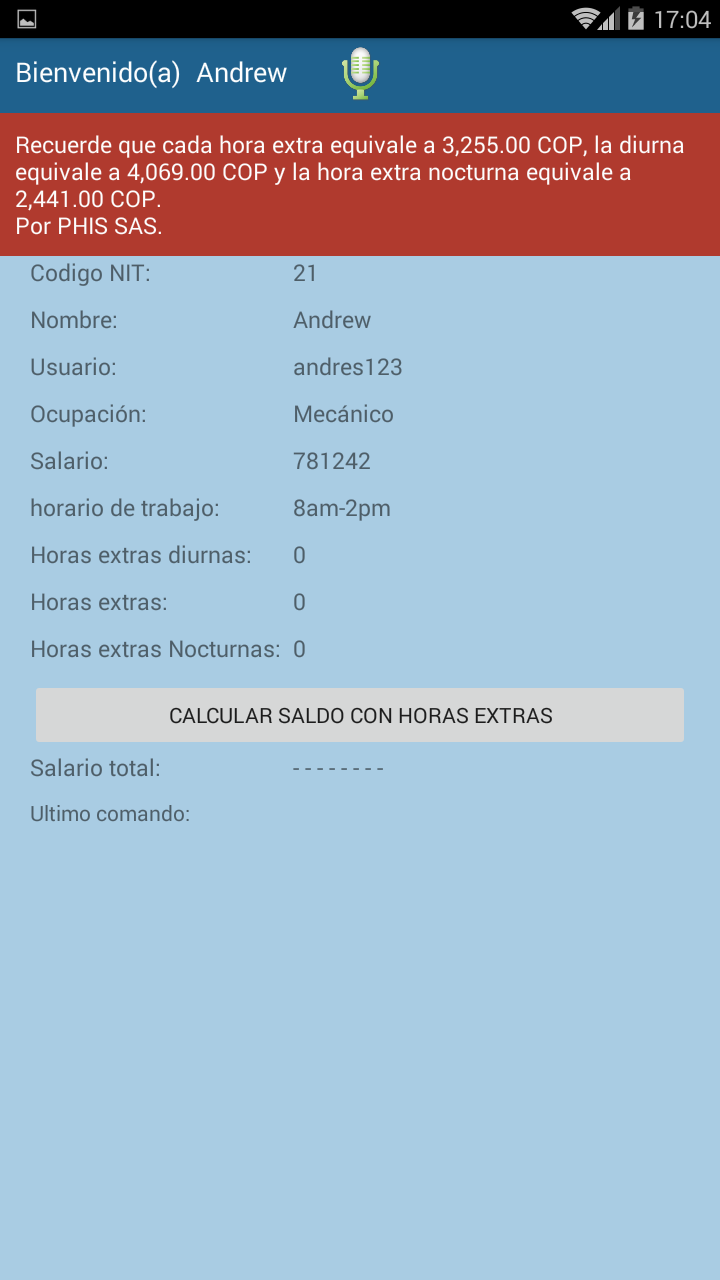 17:04
Bienvenido(a) Andrew
Recuerde que cada hora extra equivale a 3,255.00 COP, la diurna
equivale a 4,069.00 COP y la hora extra nocturna equivale a
2,441.00 COP.
Por PHIS SAS.
Codigo NIT: 21
Nombre: Andrew
Usuario: andres123
Ocupación: Mecánico
Salario: 781242
horario de trabajo: 8am-2pm
Horas extras diurnas: 0
Horas extras: 0
Horas extras Nocturnas: 0
CALCULAR SALDO CON HORAS EXTRAS
Salario total: --------
Ultimo comando: